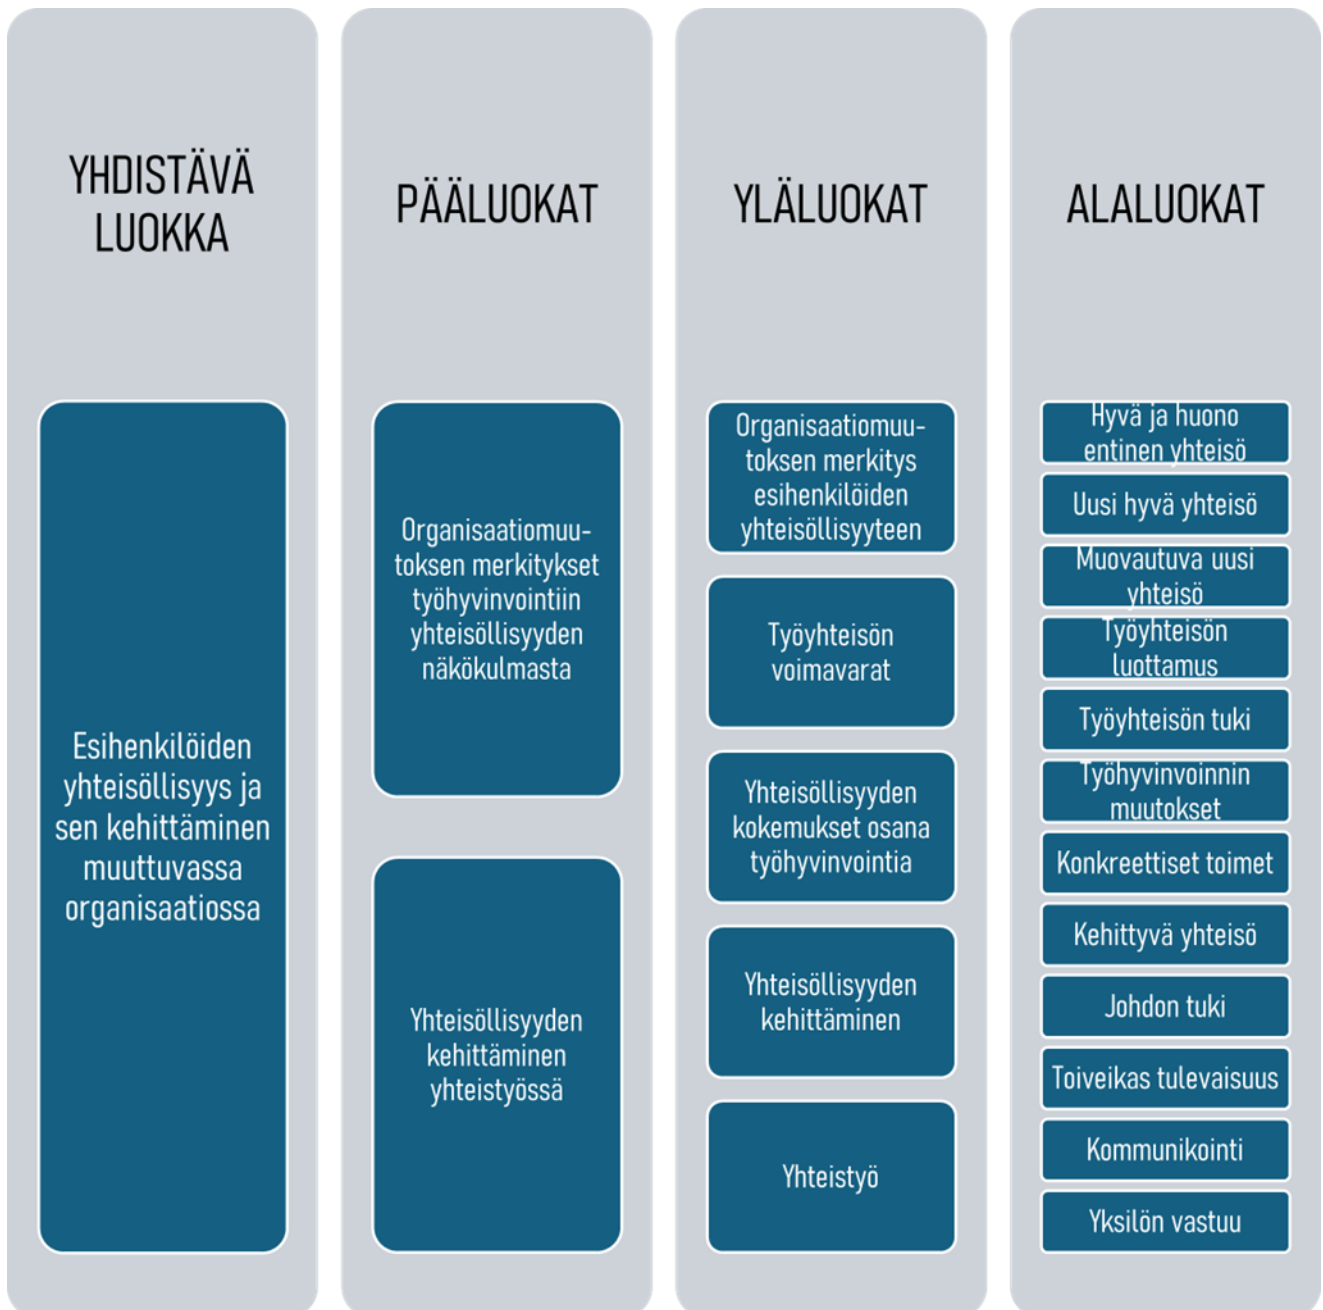 YHDISTÄVÄ
LUOKKA
Esihenkilöiden
yhteisöllisyys ja
sen kehittäminen
muuttuvassa
organisaatiossa
PÄÄLUOKAT
Organisaatiomuu-
toksen merkitykset
työhyvinvointiin
yhteisöllisyyden
näkökulmasta
Yhteisöllisyyden
kehittäminen
yhteistyössä
YLÄLUOKAT
Organisaatiomuu-
toksen merkitys
esihenkilöiden
yhteisöllisyyteen
Työyhteisön
voimavarat
Yhteisöllisyyden
kokemukset osana
työhyvinvointia
Yhteisöllisyyden
kehittäminen
Yhteistyö
ALALUOKAT
Hyvä ja huono
entinen yhteisö
Uusi hyvä yhteisö
Muovautuva uusi
yhteisö
Työyhteisön
luottamus
Työyhteisön tuki
Työhyvinvoinnin
muutokset
Konkreettiset toimet
Kehittyvä yhteisö
Johdon tuki
Toiveikas tulevaisuus
Kommunikointi
Yksilön vastuu